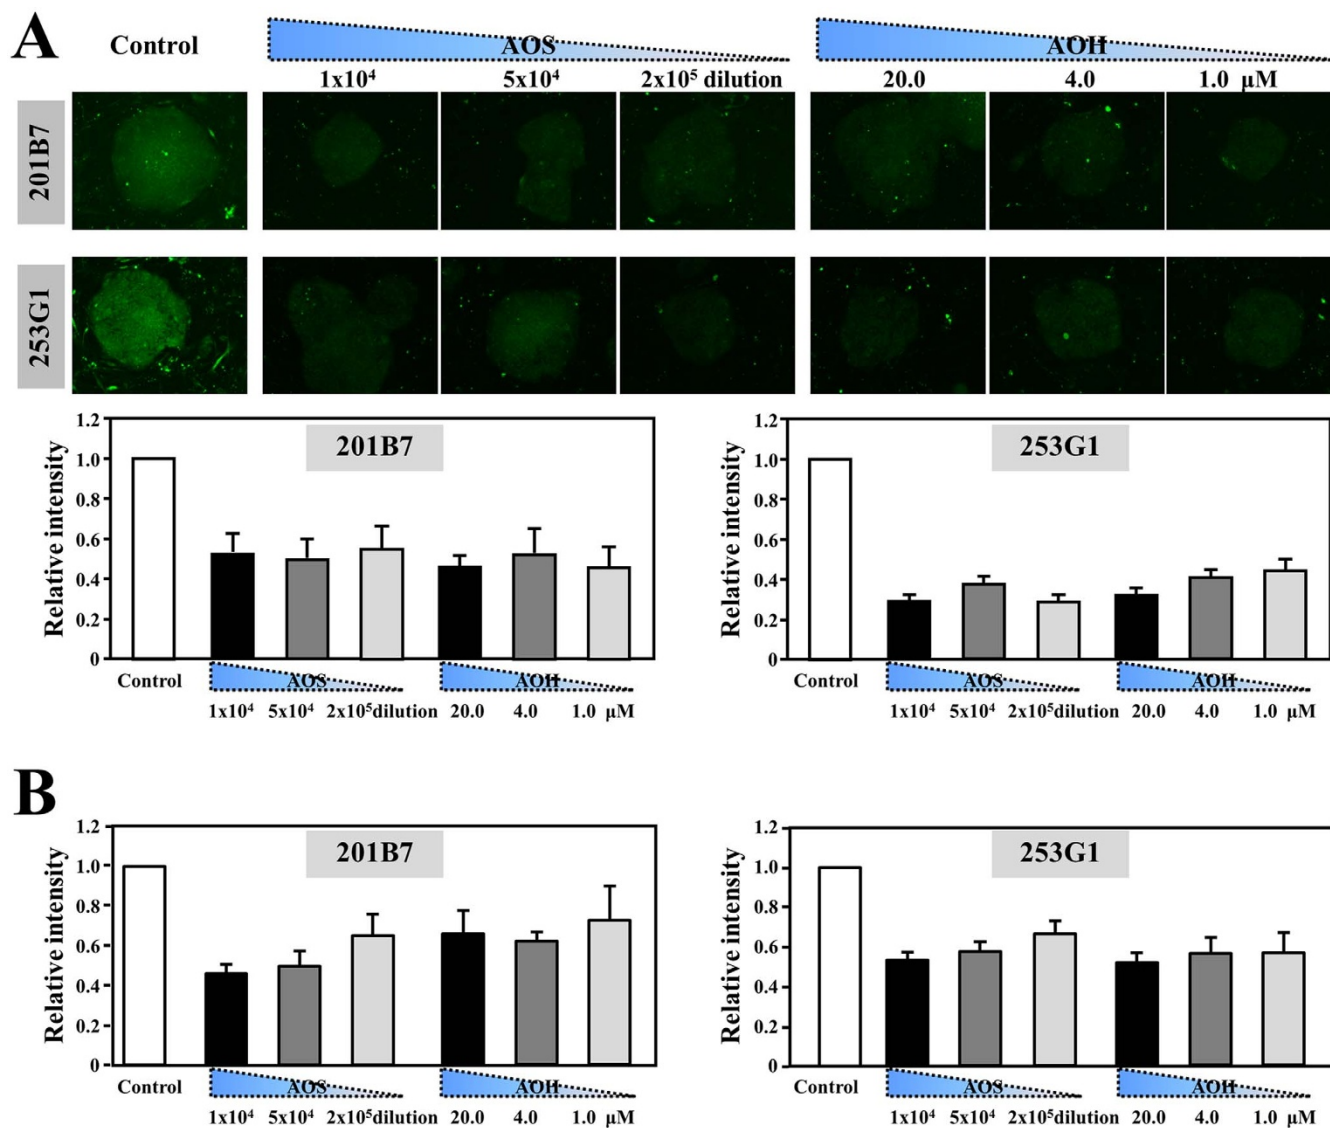 A
Control
AOS
AOH
1x10⁴ 5x10⁴ 2x10⁵ dilution
20.0 4.0 1.0 μM
201B7
253G1
201B7
Relative intensity
1.2
1.0
0.8
0.6
0.4
0.2
0
Control
AOS
AOH
1x10⁴ 5x10⁴ 2x10⁵dilution 20.0 4.0 1.0 μM
253G1
Relative intensity
1.2
1.0
0.8
0.6
0.4
0.2
0
Control
AOS
AOH
1x10⁴ 5x10⁴ 2x10⁵dilution 20.0 4.0 1.0 μM
B
201B7
Relative intensity
1.2
1.0
0.8
0.6
0.4
0.2
0
Control
AOS
AOH
1x10⁴ 5x10⁴ 2x10⁵dilution 20.0 4.0 1.0 μM
253G1
Relative intensity
1.2
1.0
0.8
0.6
0.4
0.2
0
Control
AOS
AOH
1x10⁴ 5x10⁴ 2x10⁵dilution 20.0 4.0 1.0 μM